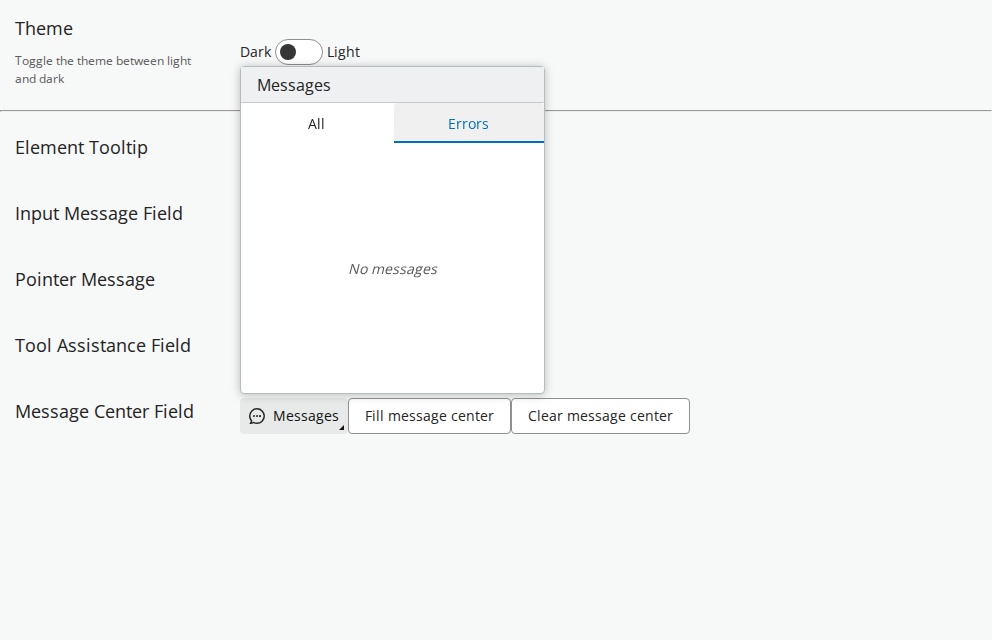 Theme
Toggle the theme between light
and dark
Dark Light
Messages
All Errors
No messages
Element Tooltip
Input Message Field
Pointer Message
Tool Assistance Field
Message Center Field
Messages Fill message center Clear message center